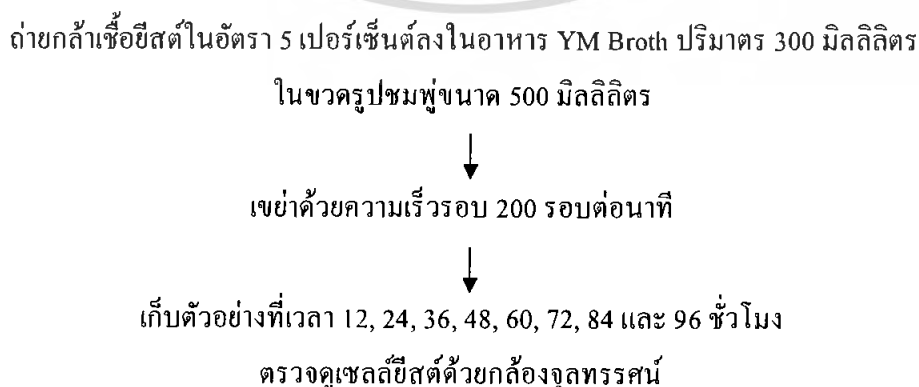 ถ่ายกล้าเชื้อยีสต์ในอัตรา 5 เปอร์เซ็นต์ลงในอาหาร YM Broth ปริมาตร 300 มิลลิลิตร
ในขวดรูปชมพู่ขนาด 500 มิลลิลิตร
เขย่าด้วยความเร็วรอบ 200 รอบต่อนาที
เก็บตัวอย่างที่เวลา 12, 24, 36, 48, 60, 72, 84 และ 96 ชั่วโมง
ตรวจดูเซลล์ยีสต์ด้วยกล้องจุลทรรศน์